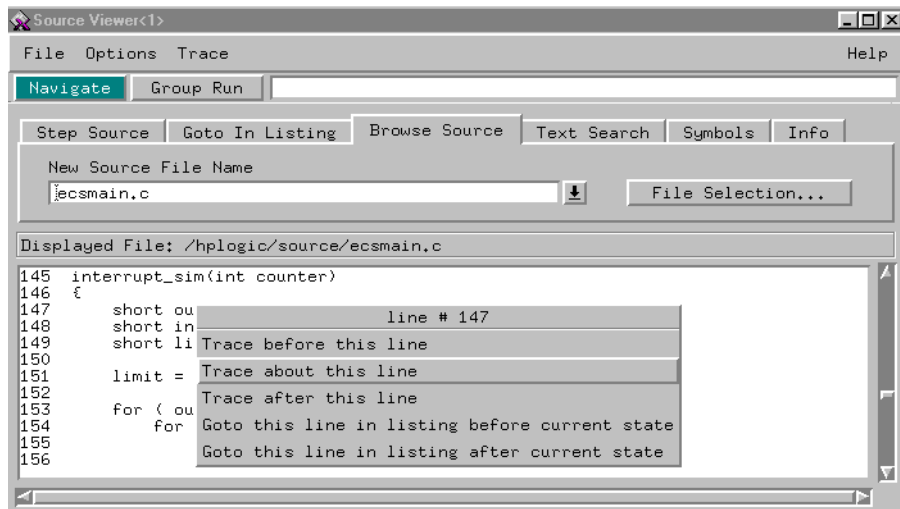 Source Viewer<1>
File Options Trace Help
Navigate Group Run
Step Source Goto In Listing Browse Source Text Search Symbols Info
New Source File Name
ecsmain.c File Selection...
Displayed File: /hplogic/source/ecsmain.c
145 interrupt_sim(int counter)
146 {
147 short ou
148 short in
149 short li
150
151 limit =
152
153 for ( ou
154 for
155
156
line # 147
Trace before this line
Trace about this line
Trace after this line
Goto this line in listing before current state
Goto this line in listing after current state